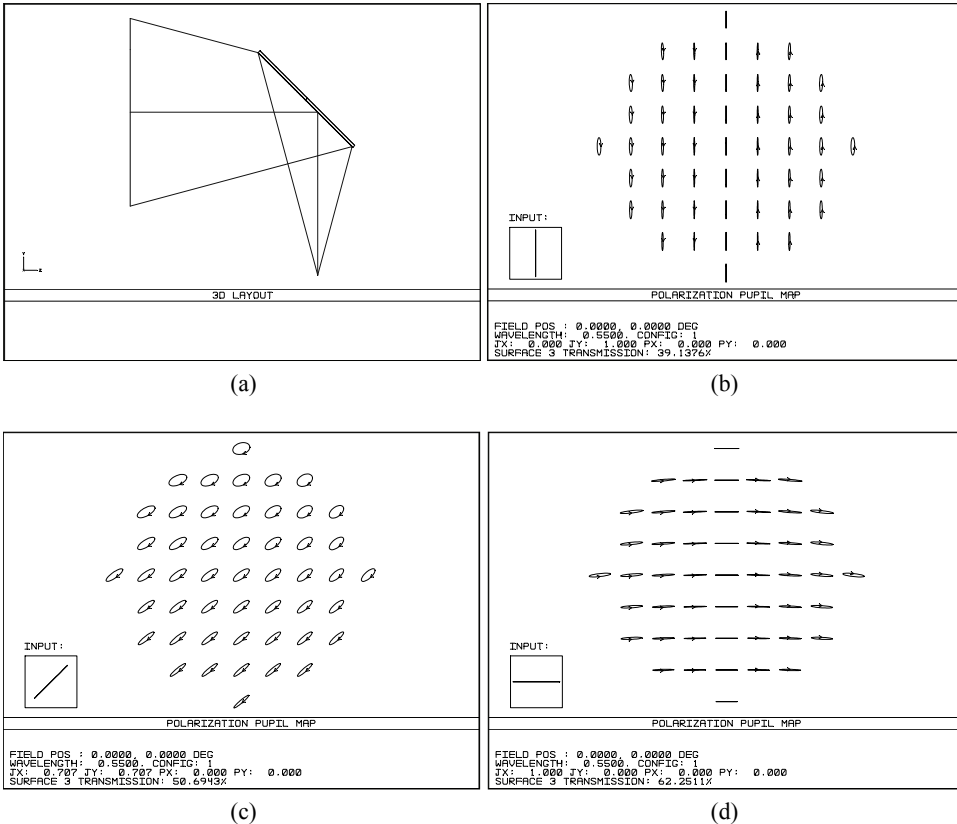 3D LAYOUT
(a)
INPUT:
POLARIZATION PUPIL MAP
FIELD POS : 0.0000, 0.0000 DEG
WAVELENGTH: 0.5500. CONFIG: 1
JX: 0.000 JY: 1.000 PX: 0.000 PY: 0.000
SURFACE 3 TRANSMISSION: 39.1376%
(b)
INPUT:
POLARIZATION PUPIL MAP
FIELD POS : 0.0000, 0.0000 DEG
WAVELENGTH: 0.5500. CONFIG: 1
JX: 0.707 JY: 0.707 PX: 0.000 PY: 0.000
SURFACE 3 TRANSMISSION: 50.6943%
(c)
INPUT:
POLARIZATION PUPIL MAP
FIELD POS : 0.0000, 0.0000 DEG
WAVELENGTH: 0.5500. CONFIG: 1
JX: 1.000 JY: 0.000 PX: 0.000 PY: 0.000
SURFACE 3 TRANSMISSION: 62.2511%
(d)